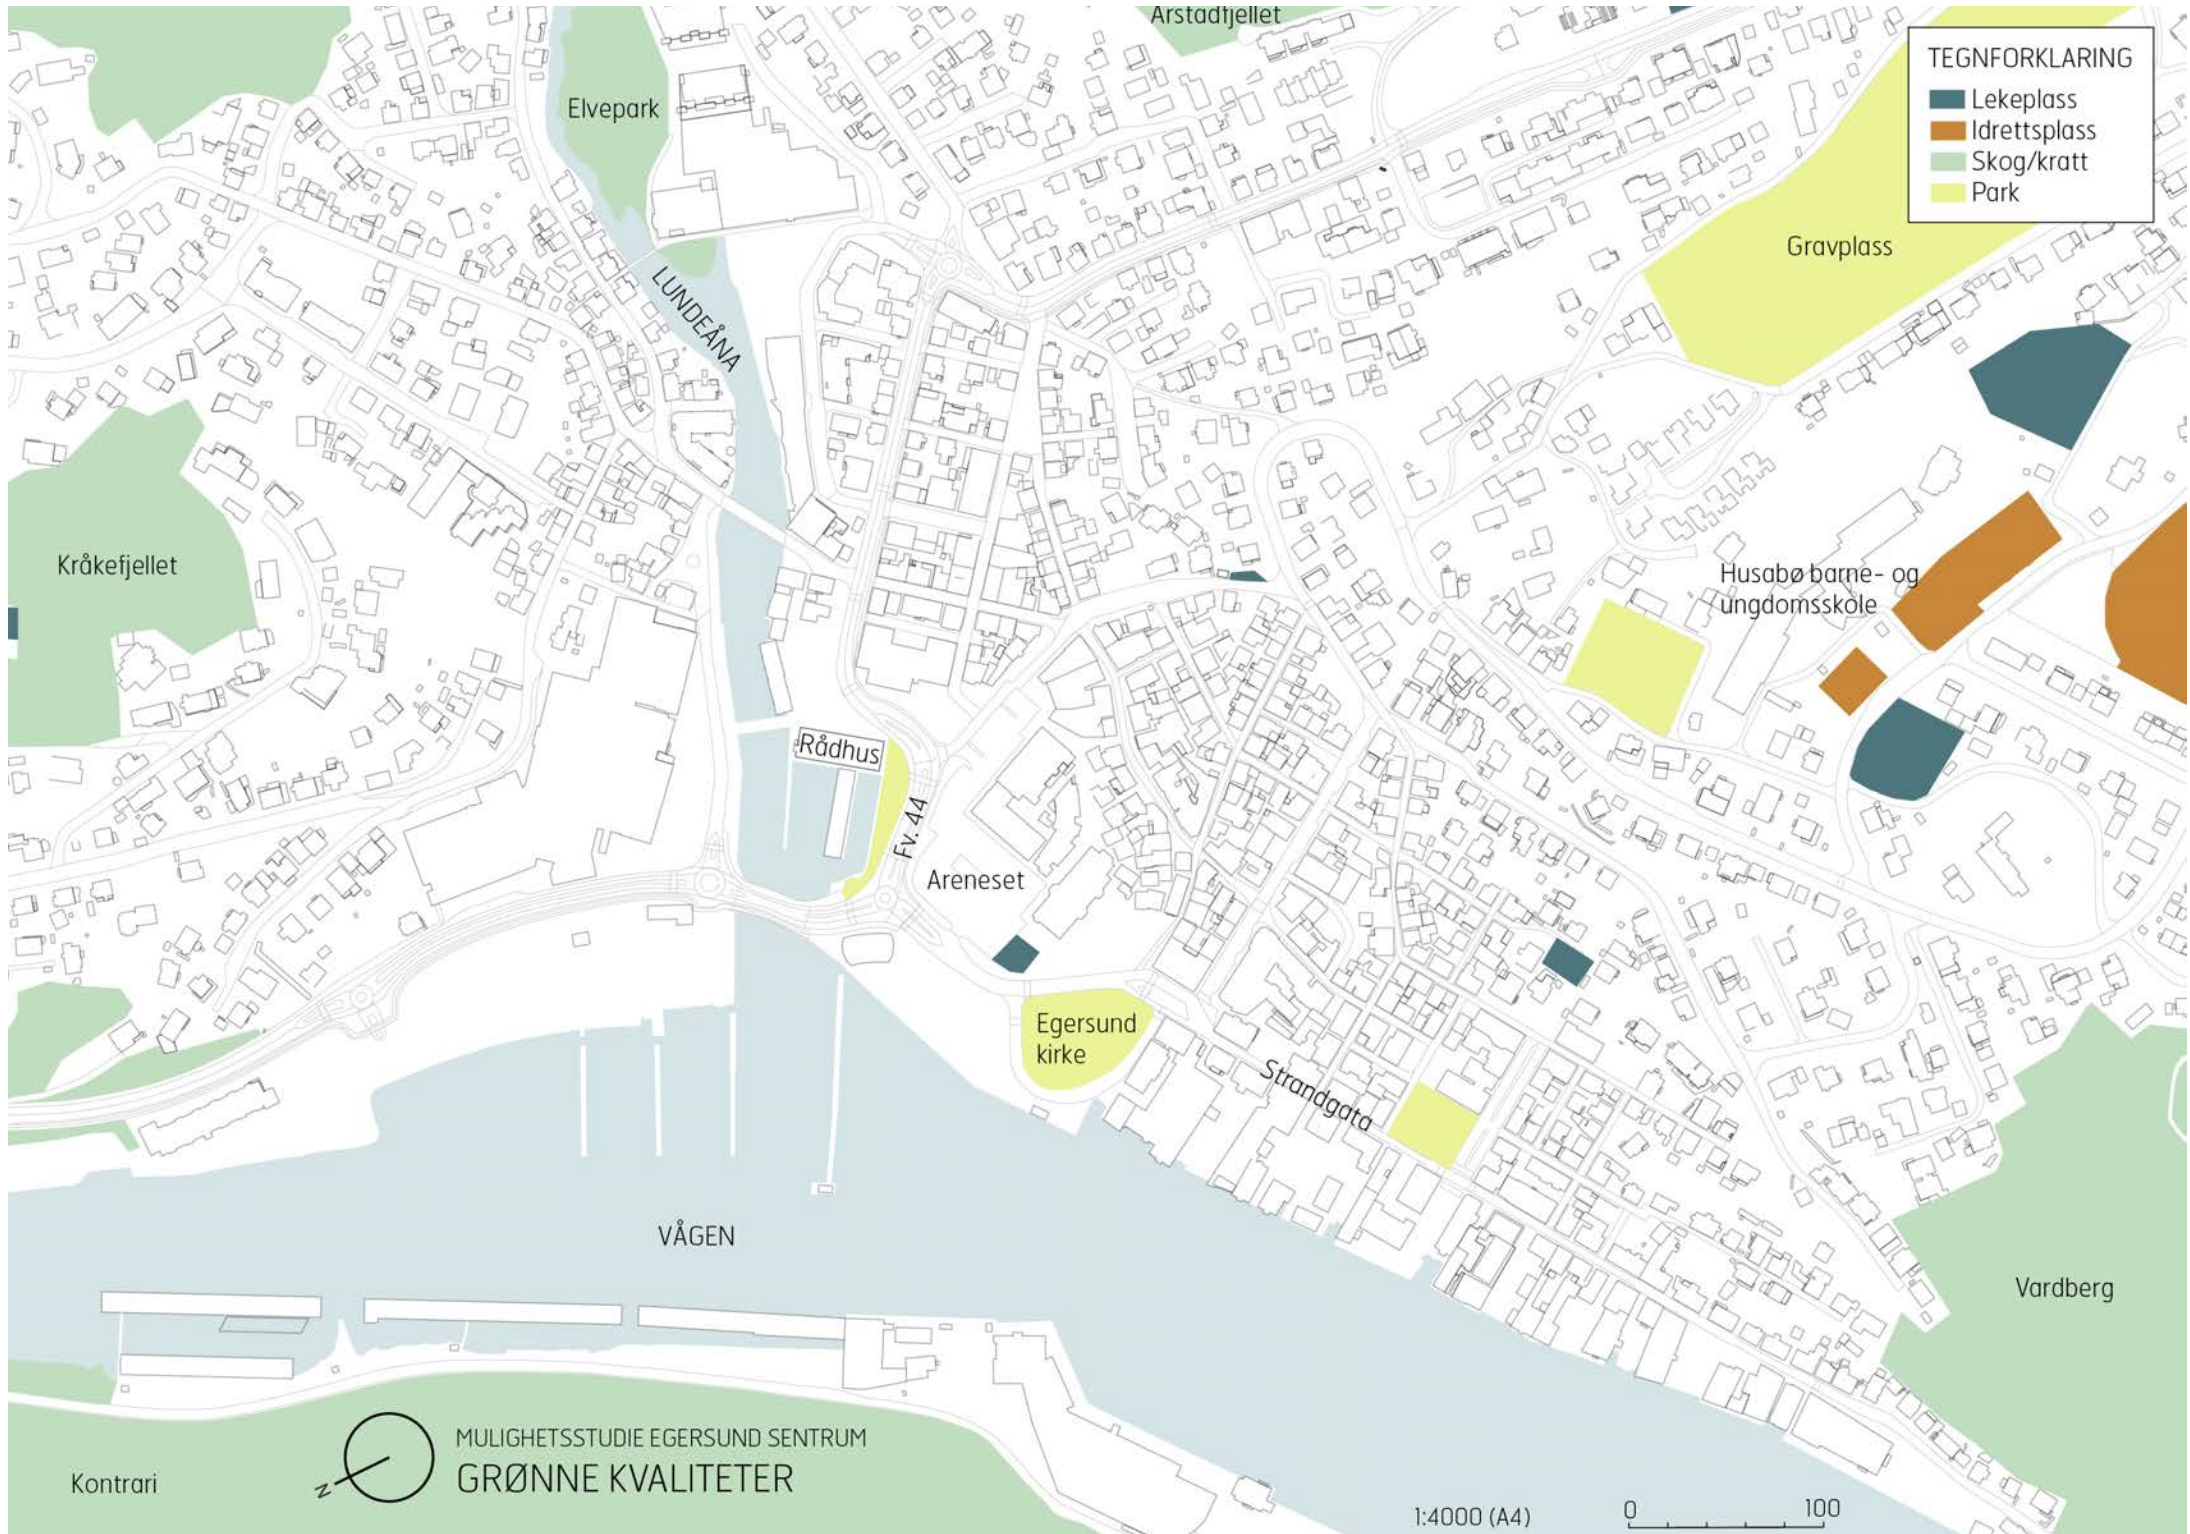 Årstadfjellet
TEGNFORKLARING
Lekeplass
Idrettsplass
Skog/kratt
Park
Elvepark
Gravplass
LUNDEÅNA
Kråkefjellet
Husabø barne- og
ungdomsskole
Rådhus
Fv. 44
Areneset
Egersund
kirke
Strandgata
VÅGEN
Vardberg
Kontrari
N
MULIGHETSSTUDIE EGERSUND SENTRUM
GRØNNE KVALITETER
1:4000 (A4)
0 100